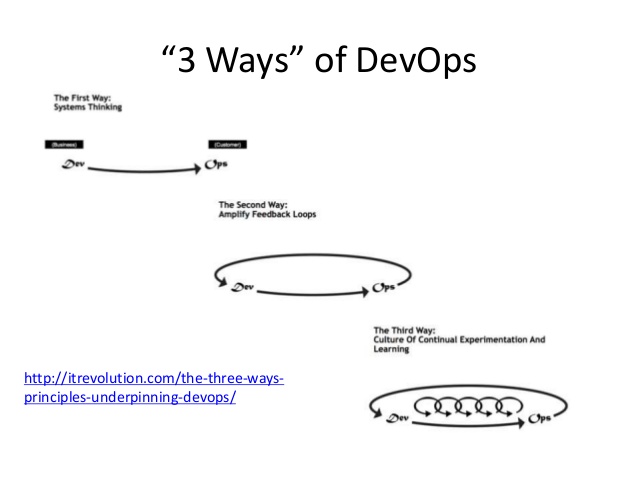 “3 Ways” of DevOps
The First Way:
Systems Thinking
(Business)
(Customer)
Dev
Ops
The Second Way:
Amplify Feedback Loops
Dev
Ops
The Third Way:
Culture Of Continual Experimentation And
Learning
http://itrevolution.com/the-three-ways-
principles-underpinning-devops/
Dev
Ops